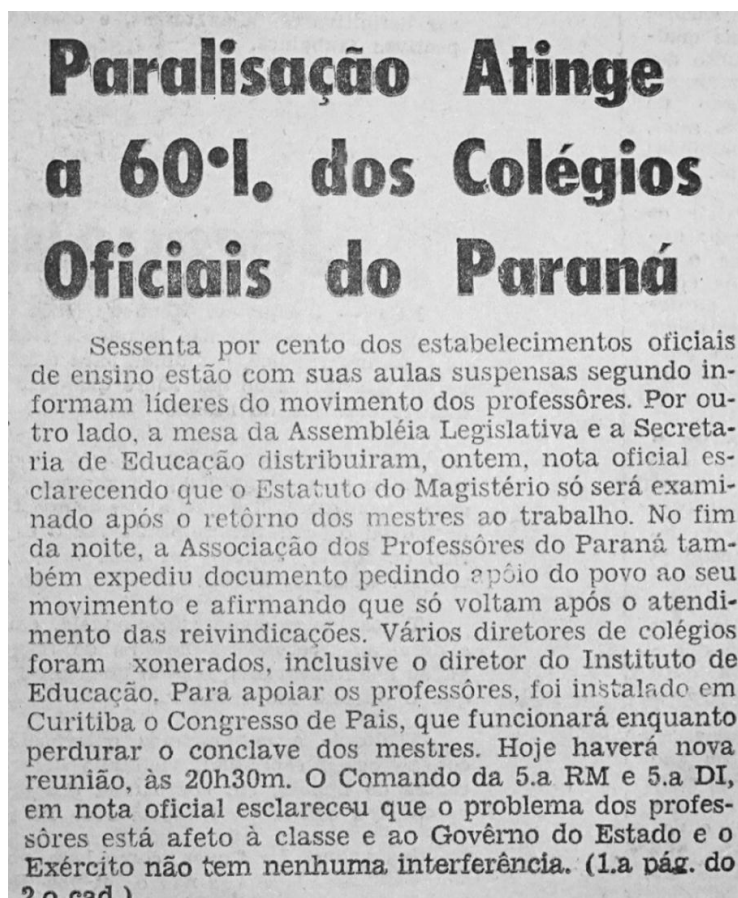 Paralisação Atinge
a 60°l. dos Colégios
Oficiais do Paraná
Sessenta por cento dos estabelecimentos oficiais
de ensino estão com suas aulas suspensas segundo in-
formam líderes do movimento dos professôres. Por ou-
tro lado, a mesa da Assembléia Legislativa e a Secreta-
ria de Educação distribuiram, ontem, nota oficial es-
clarecendo que o Estatuto do Magistério só será exami-
nado após o retôrno dos mestres ao trabalho. No fim
da noite, a Associação dos Professôres do Paraná tam-
bém expediu documento pedindo apôio do povo ao seu
movimento e afirmando que só voltam após o atendi-
mento das reivindicações. Vários diretores de colégios
foram xonerados, inclusive o diretor do Instituto de
Educação. Para apoiar os professôres, foi instalado em
Curitiba o Congresso de Pais, que funcionará enquanto
perdurar o conclave dos mestres. Hoje haverá nova
reunião, às 20h30m. O Comando da 5.a RM e 5.a DI,
em nota oficial esclareceu que o problema dos profes-
sôres está afeto à classe e ao Govêrno do Estado e o
Exército não tem nenhuma interferência. (1.a pág. do
2.o cad.)